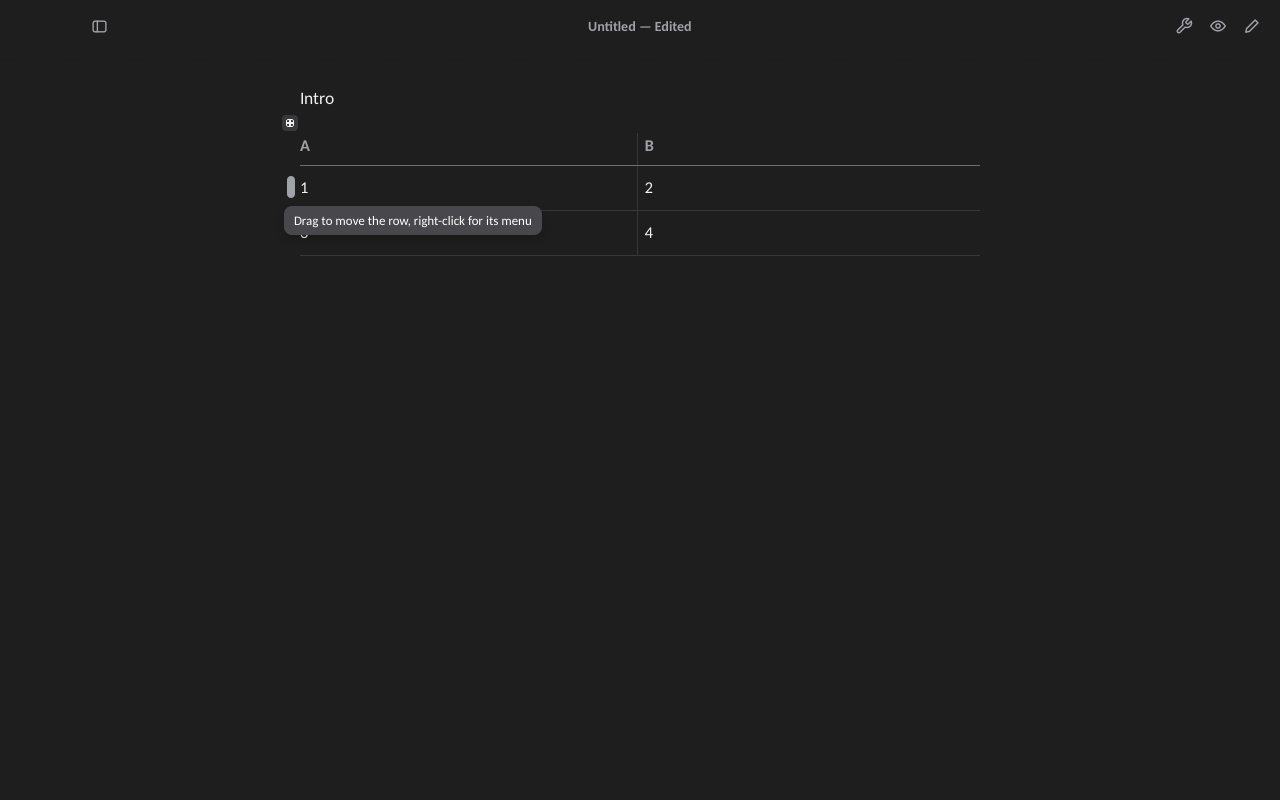 Untitled — Edited
Intro
A B
1 2
Drag to move the row, right-click for its menu
4